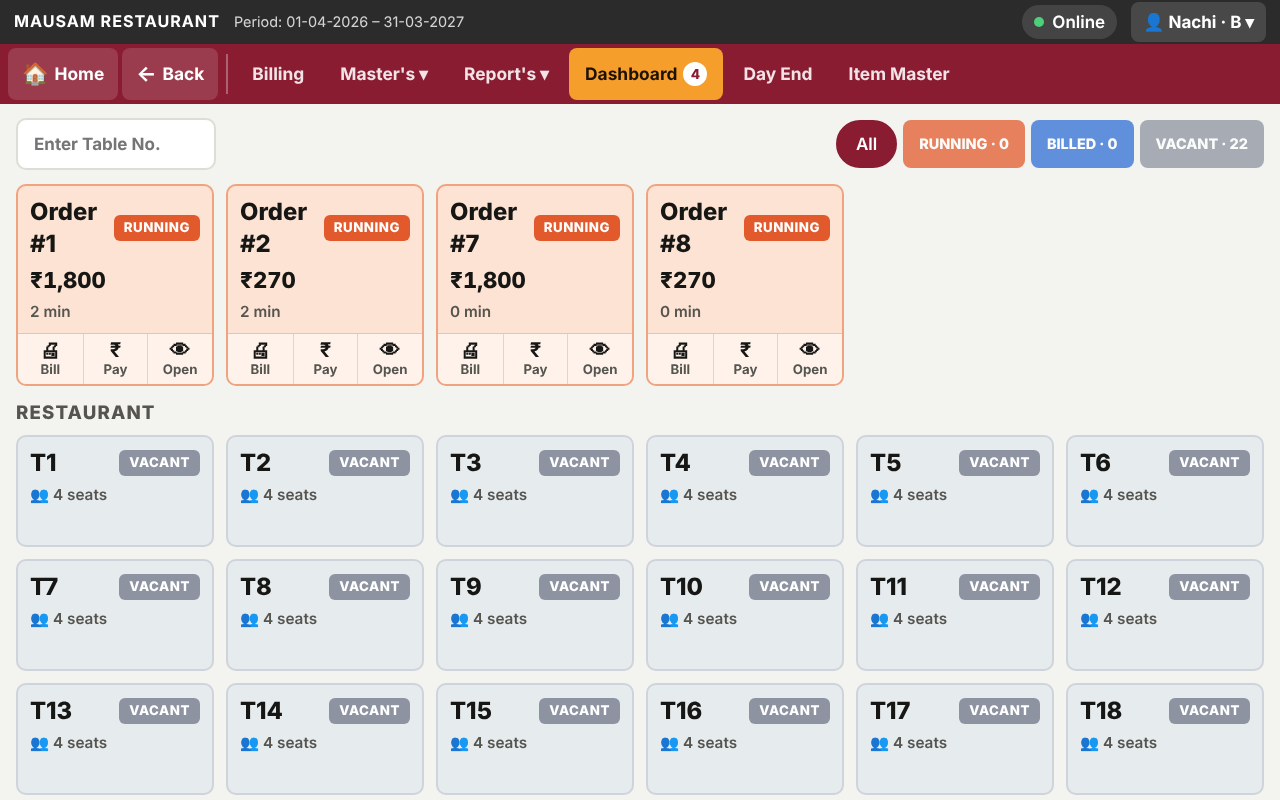 MAUSAM RESTAURANT Period: 01-04-2026 – 31-03-2027 Online Nachi · B ▾
Home ← Back Billing Master's ▾ Report's ▾ Dashboard 4 Day End Item Master
Enter Table No. All RUNNING · 0 BILLED · 0 VACANT · 22
Order #1 RUNNING
₹1,800
2 min
Bill ₹ Pay Open
Order #2 RUNNING
₹270
2 min
Bill ₹ Pay Open
Order #7 RUNNING
₹1,800
0 min
Bill ₹ Pay Open
Order #8 RUNNING
₹270
0 min
Bill ₹ Pay Open
RESTAURANT
T1 VACANT T2 VACANT T3 VACANT T4 VACANT T5 VACANT T6 VACANT
4 seats 4 seats 4 seats 4 seats 4 seats 4 seats
T7 VACANT T8 VACANT T9 VACANT T10 VACANT T11 VACANT T12 VACANT
4 seats 4 seats 4 seats 4 seats 4 seats 4 seats
T13 VACANT T14 VACANT T15 VACANT T16 VACANT T17 VACANT T18 VACANT
4 seats 4 seats 4 seats 4 seats 4 seats 4 seats